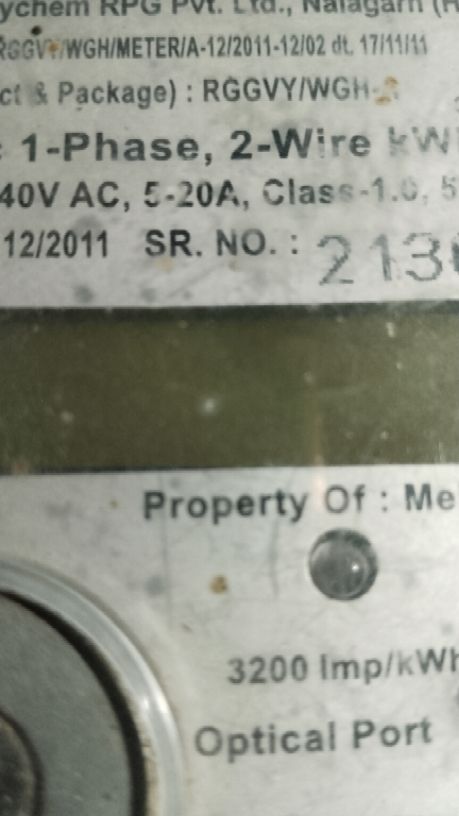 ychem RPG Pvt. Ltd., Nalagarh (H
RGGVY/WGH/METER/A-12/2011-12/02 dt. 17/11/11
ct & Package) : RGGVY/WGH-
: 1-Phase, 2-Wire kW
40V AC, 5-20A, Class-1.0, 5
12/2011 SR. NO. : 213
Property Of : Me
3200 Imp/kWh
Optical Port